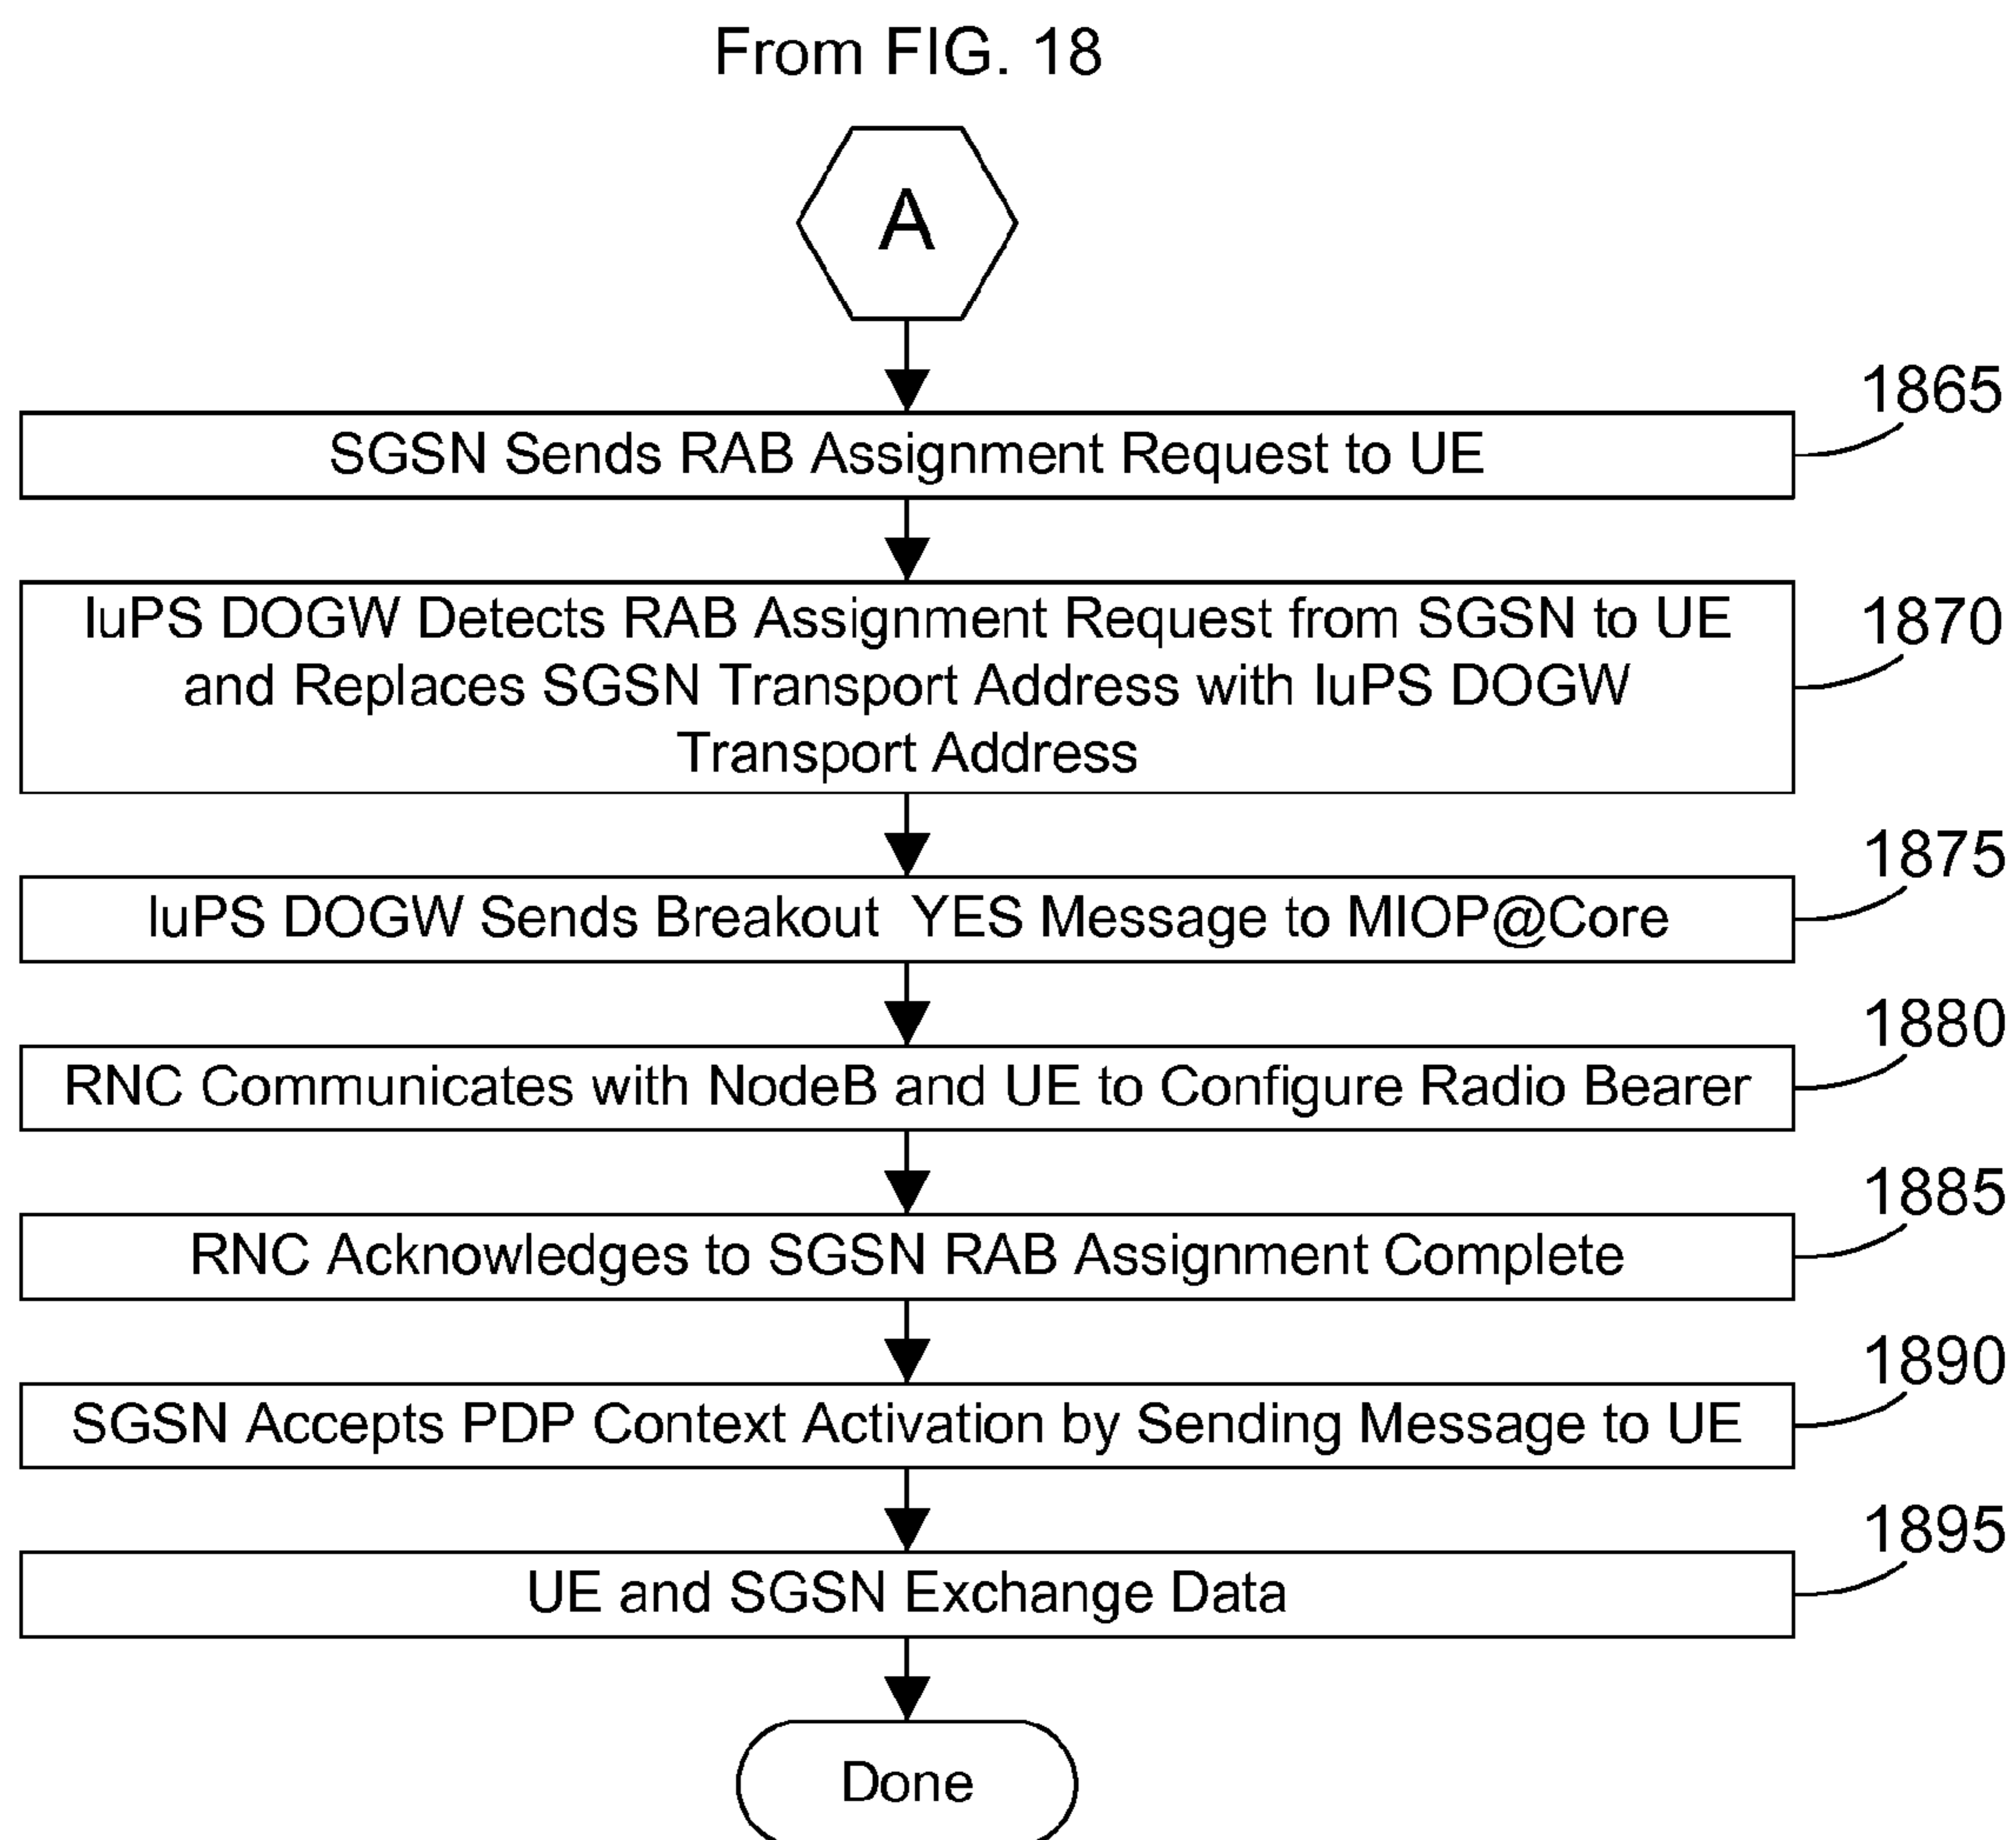 From FIG. 18
A
1865
SGSN Sends RAB Assignment Request to UE
1870
IuPS DOGW Detects RAB Assignment Request from SGSN to UE
and Replaces SGSN Transport Address with IuPS DOGW
Transport Address
1875
IuPS DOGW Sends Breakout YES Message to MIOP@Core
1880
RNC Communicates with NodeB and UE to Configure Radio Bearer
1885
RNC Acknowledges to SGSN RAB Assignment Complete
1890
SGSN Accepts PDP Context Activation by Sending Message to UE
1895
UE and SGSN Exchange Data
Done